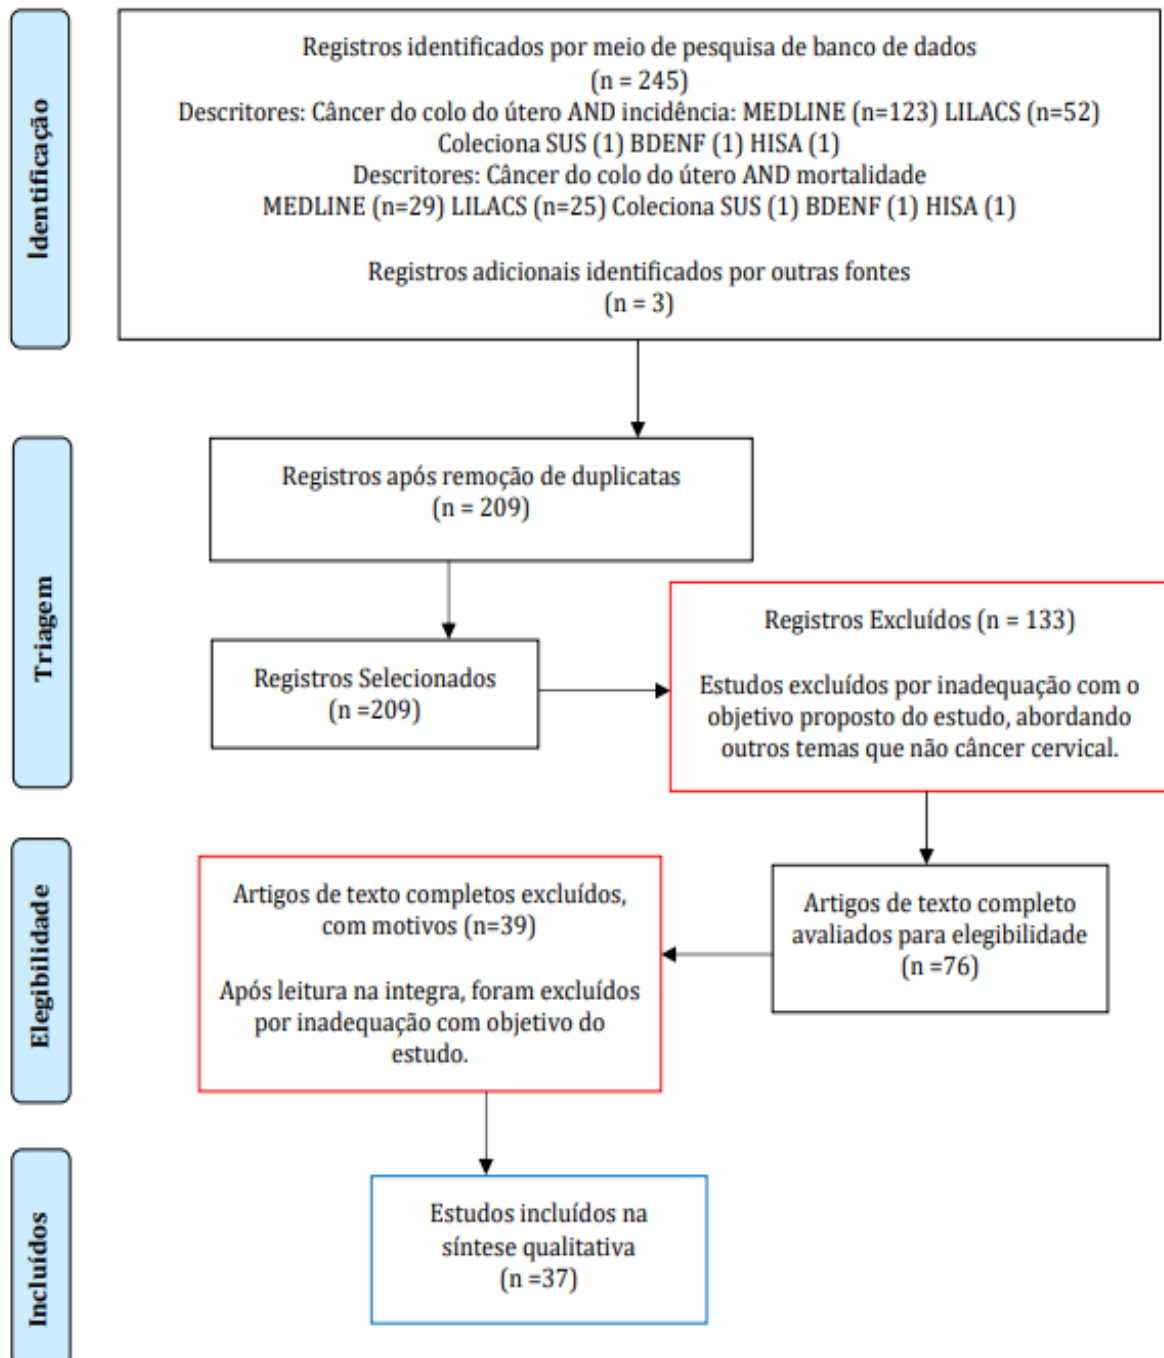 Identificação
Registros identificados por meio de pesquisa de banco de dados
(n = 245)
Descritores: Câncer do colo do útero AND incidência: MEDLINE (n=123) LILACS (n=52)
Coleciona SUS (1) BDENF (1) HISA (1)
Descritores: Câncer do colo do útero AND mortalidade
MEDLINE (n=29) LILACS (n=25) Coleciona SUS (1) BDENF (1) HISA (1)
Registros adicionais identificados por outras fontes
(n = 3)
Triagem
Registros após remoção de duplicatas
(n = 209)
Registros Selecionados
(n =209)
Registros Excluídos (n = 133)
Estudos excluídos por inadequação com o
objetivo proposto do estudo, abordando
outros temas que não câncer cervical.
Elegibilidade
Artigos de texto completo
avaliados para elegibilidade
(n =76)
Artigos de texto completos excluídos,
com motivos (n=39)
Após leitura na integra, foram excluídos
por inadequação com objetivo do
estudo.
Incluídos
Estudos incluídos na
síntese qualitativa
(n =37)